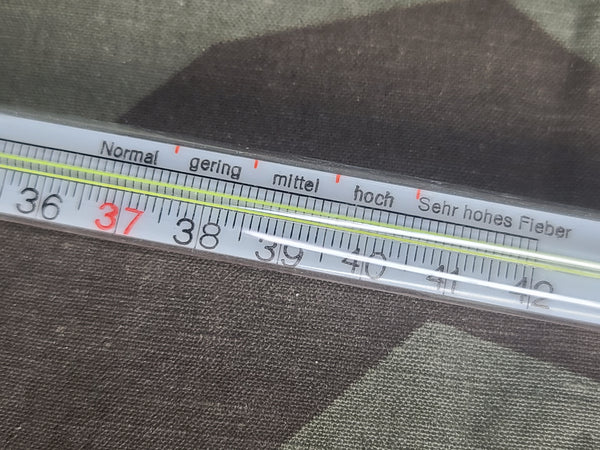 Normal gering mittel hoch Sehr hohes Fieber
36 37 38 39 40 41 42